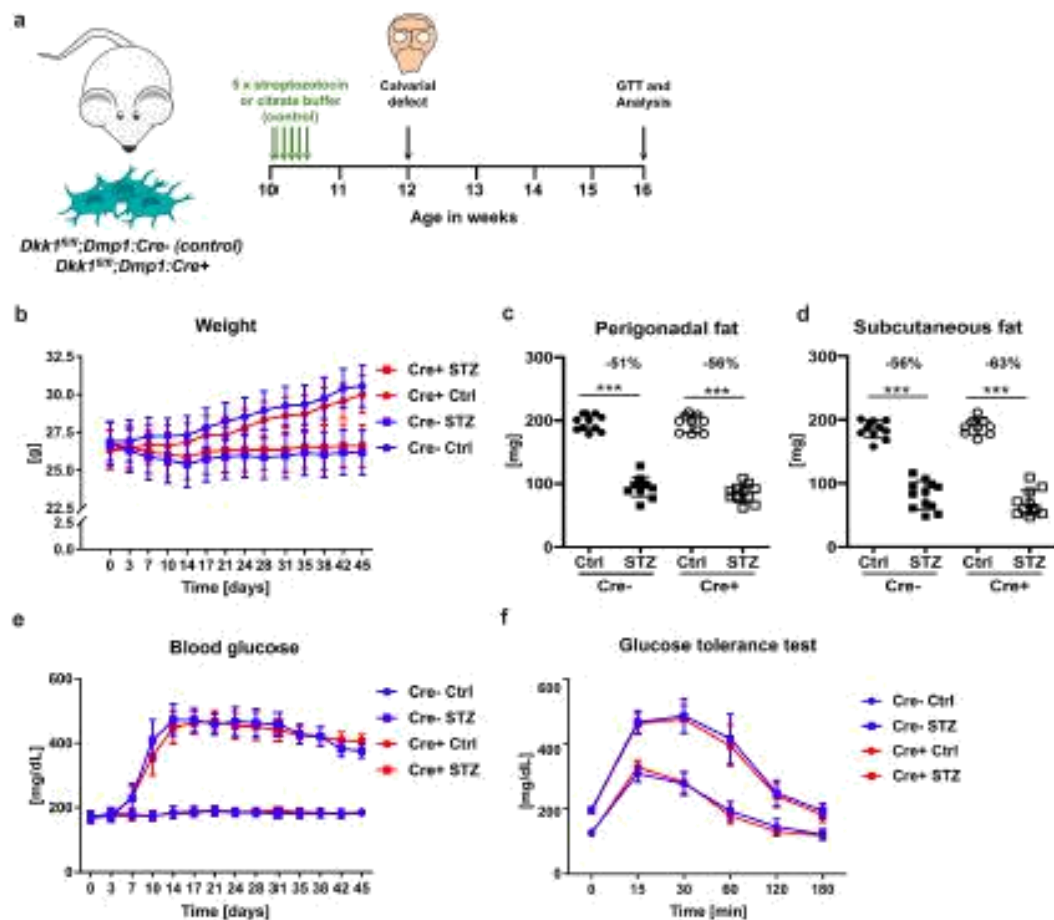 a
5 x streptozotocin
or citrate buffer
(control)
Calvarial
defect
GTT and
Analysis
10 11 12 13 14 15 16
Age in weeks
Dkk1fl/fl;Dmp1:Cre- (control)
Dkk1fl/fl;Dmp1:Cre+
b
Weight
[g]
32.5
30.0
27.5
25.0
22.5
2.5
0.0
0 3 7 10 14 17 21 24 28 31 35 38 42 45
Time [days]
Cre+ STZ
Cre+ Ctrl
Cre- STZ
Cre- Ctrl
c
Perigonadal fat
-51% -56%
*** ***
[mg]
300
200
100
0
Ctrl STZ Ctrl STZ
Cre- Cre+
d
Subcutaneous fat
-56% -63%
*** ***
[mg]
300
200
100
0
Ctrl STZ Ctrl STZ
Cre- Cre+
e
Blood glucose
[mg/dL]
600
400
200
0
0 3 7 10 14 17 21 24 28 31 35 38 42 45
Time [days]
Cre- Ctrl
Cre- STZ
Cre+ Ctrl
Cre+ STZ
f
Glucose tolerance test
[mg/dL]
600
400
200
0
0 15 30 60 120 180
Time [min]
Cre- Ctrl
Cre- STZ
Cre+ Ctrl
Cre+ STZ